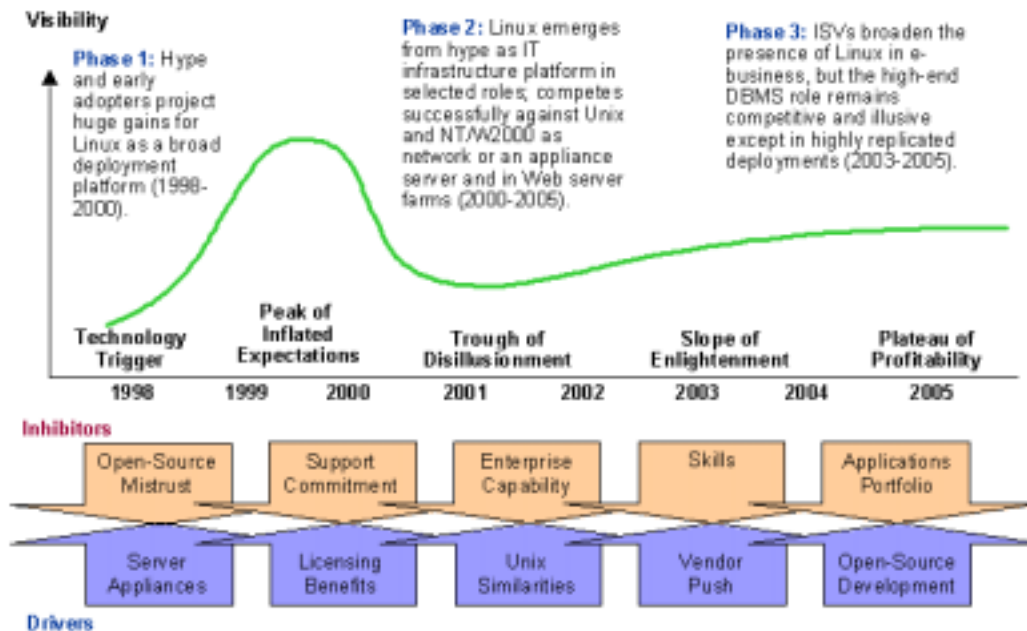 Visibility
Phase 1: Hype
and early
adopters project
huge gains for
Linux as a broad
deployment
platform (1998-
2000).
Phase 2: Linux emerges
from hype as IT
infrastructure platform in
selected roles; competes
successfully against Unix
and NT/W2000 as
network or an appliance
server and in Web server
farms (2000-2005).
Phase 3: ISVs broaden the
presence of Linux in e-
business, but the high-end
DBMS role remains
competitive and illusive
except in highly replicated
deployments (2003-2005).
Technology
Trigger
Peak of
Inflated
Expectations
Trough of
Disillusionment
Slope of
Enlightenment
Plateau of
Profitability
1998 1999 2000 2001 2002 2003 2004 2005
Inhibitors
Open-Source
Mistrust
Support
Commitment
Enterprise
Capability
Skills
Applications
Portfolio
Server
Appliances
Licensing
Benefits
Unix
Similarities
Vendor
Push
Open-Source
Development
Drivers